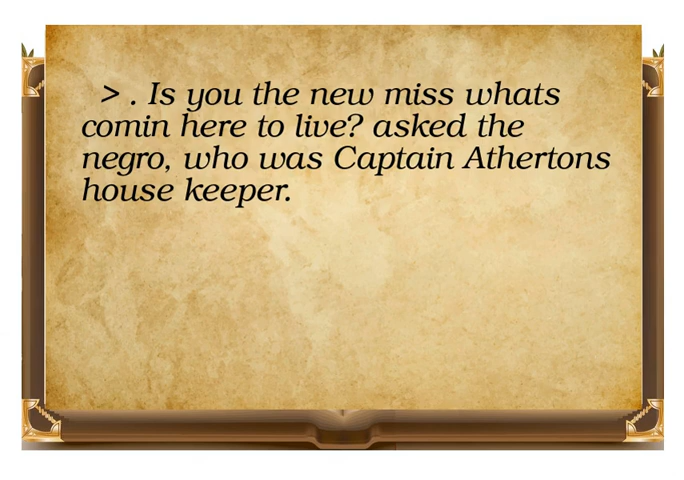 > . Is you the new miss whats
comin here to live? asked the
negro, who was Captain Athertons
house keeper.